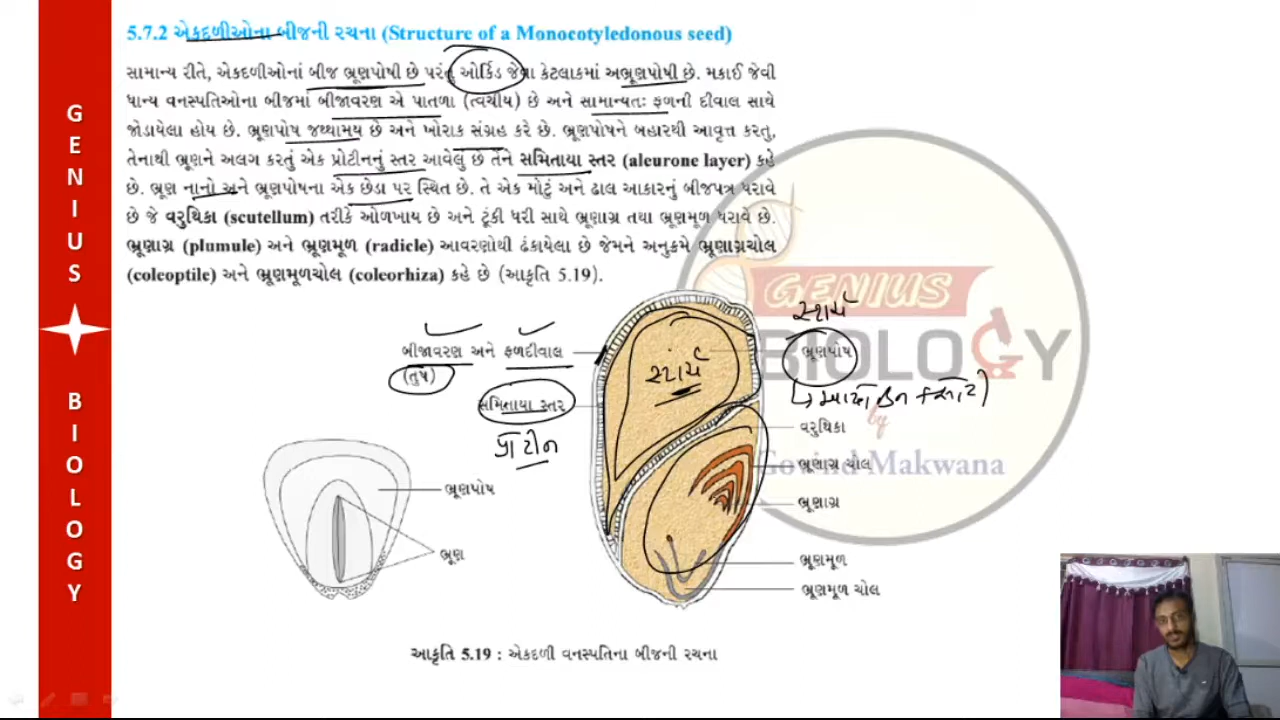 5.7.2 એકદળીઓના બીજની રચના (Structure of a Monocotyledonous seed)
સામાન્ય રીતે, એકદળીઓનાં બીજ ભ્રૂણપોષી છે પરંતુ ઓર્કિડ જેવા કેટલાકમાં અભ્રૂણપોષી છે. મકાઈ જેવી
ધાન્ય વનસ્પતિઓના બીજમાં બીજાવરણ એ પાતળા (ત્વચીય) છે અને સામાન્યતઃ ફળની દીવાલ સાથે
જોડાયેલા હોય છે. ભ્રૂણપોષ જથ્થામય છે અને ખોરાક સંગ્રહ કરે છે. ભ્રૂણપોષને બહારથી આવૃત્ત કરતુ,
તેનાથી ભ્રૂણને અલગ કરતું એક પ્રોટીનનું સ્તર આવેલું છે તેને સમિતાયા સ્તર (aleurone layer) કહે
છે. ભ્રૂણ નાનો અને ભ્રૂણપોષના એક છેડા પર સ્થિત છે. તે એક મોટું અને ઢાલ આકારનું બીજપત્ર ધરાવે
છે જે વરુથિકા (scutellum) તરીકે ઓળખાય છે અને ટૂંકી ધરી સાથે ભ્રૂણાગ્ર તથા ભ્રૂણમૂળ ધરાવે છે.
ભ્રૂણાગ્ર (plumule) અને ભ્રૂણમૂળ (radicle) આવરણોથી ઢંકાયેલા છે જેમને અનુક્રમે ભ્રૂણાગ્રચોલ
(coleoptile) અને ભ્રૂણમૂળચોલ (coleorhiza) કહે છે (આકૃતિ 5.19).
GENIUS
BIOLOGY
GENIUS
BIOLOGY
by
Govind Makwana
સ્ટાર્ચ
બીજાવરણ અને ફળદીવાલ
(તુષ)
સ્ટાર્ચ
ભ્રૂણપોષ
સમિતાયા સ્તર
પ્રોટીન
વરુથિકા
ભ્રૂણાગ્ર ચોલ
ભ્રૂણપોષ
ભ્રૂણાગ્ર
ભ્રૂણ
ભ્રૂણમૂળ
ભ્રૂણમૂળ ચોલ
આકૃતિ 5.19 : એકદળી વનસ્પતિના બીજની રચના